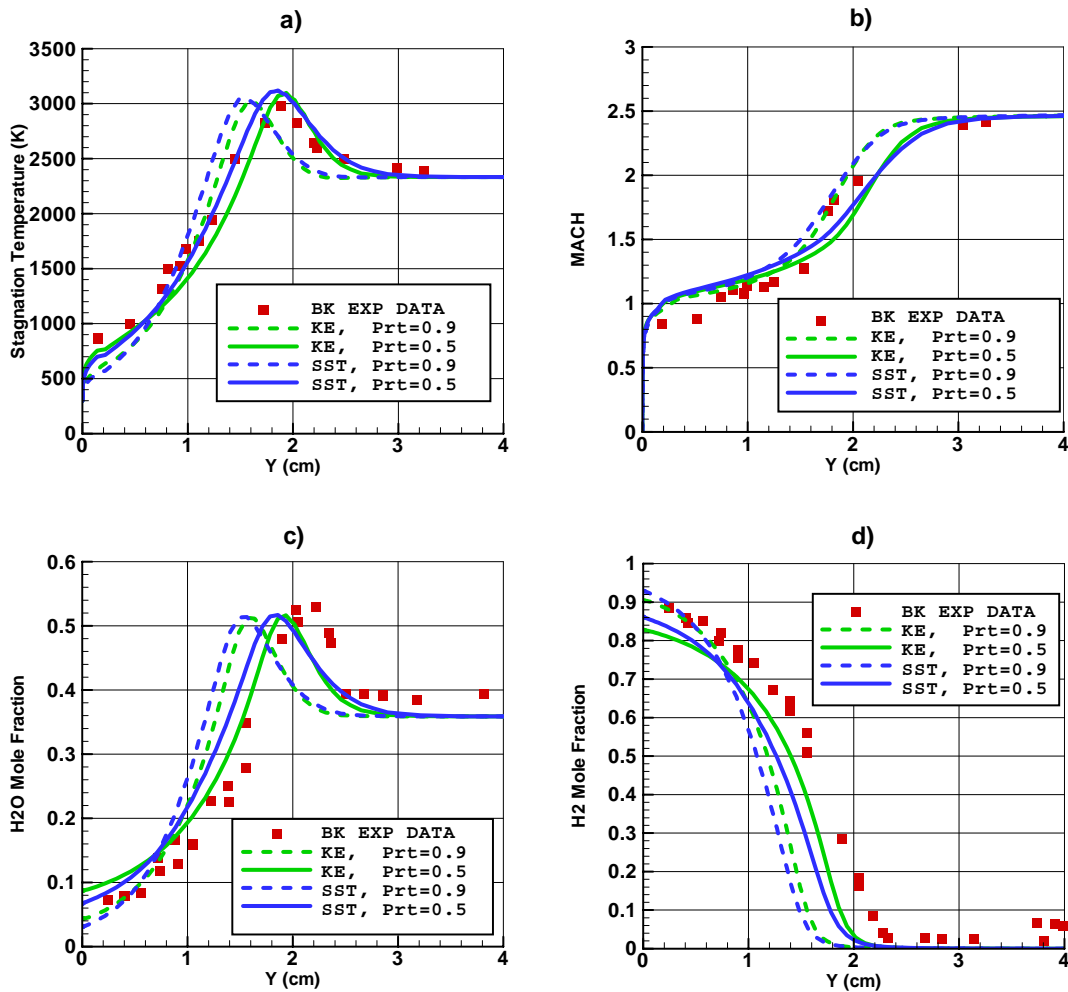 a)
3500
3000
2500
2000
1500
1000
500
0
Stagnation Temperature (K)
BK EXP DATA
KE, Prt=0.9
KE, Prt=0.5
SST, Prt=0.9
SST, Prt=0.5
0 1 2 3 4
Y (cm)
b)
3
2.5
2
1.5
1
0.5
0
MACH
BK EXP DATA
KE, Prt=0.9
KE, Prt=0.5
SST, Prt=0.9
SST, Prt=0.5
0 1 2 3 4
Y (cm)
c)
0.6
0.5
0.4
0.3
0.2
0.1
0
H2O Mole Fraction
BK EXP DATA
KE, Prt=0.9
KE, Prt=0.5
SST, Prt=0.9
SST, Prt=0.5
0 1 2 3 4
Y (cm)
d)
1
0.9
0.8
0.7
0.6
0.5
0.4
0.3
0.2
0.1
0
H2 Mole Fraction
BK EXP DATA
KE, Prt=0.9
KE, Prt=0.5
SST, Prt=0.9
SST, Prt=0.5
0 1 2 3 4
Y (cm)